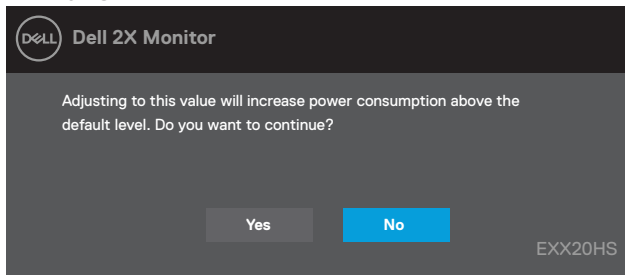 DELL Dell 2X Monitor
Adjusting to this value will increase power consumption above the
default level. Do you want to continue?
Yes No
EXX20HS